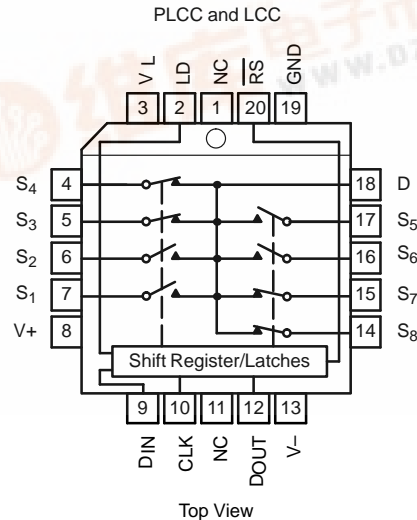 PLCC and LCC
VL LD NC RS GND
3 2 1 20 19
S4 4 18 D
S3 5 17 S5
S2 6 16 S6
S1 7 15 S7
V+ 8 14 S8
Shift Register/Latches
9 10 11 12 13
DIN CLK NC DOUT V–
Top View